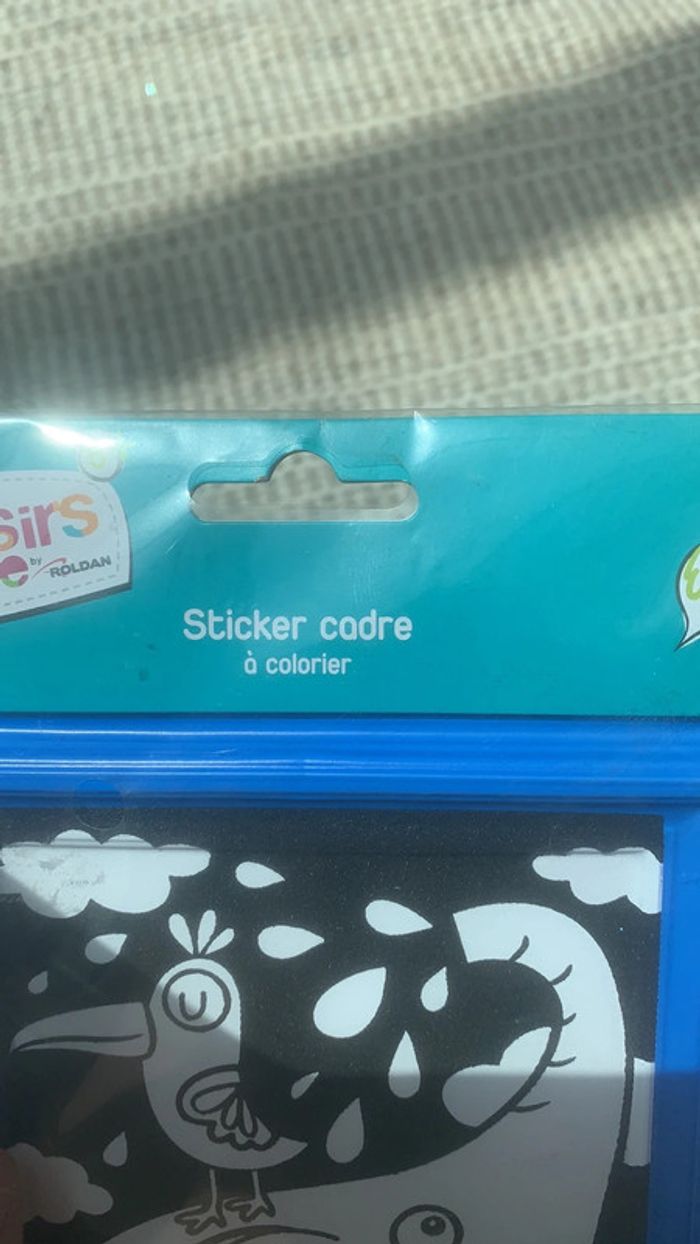 sirs
e by ROLDAN
Sticker cadre
à colorier